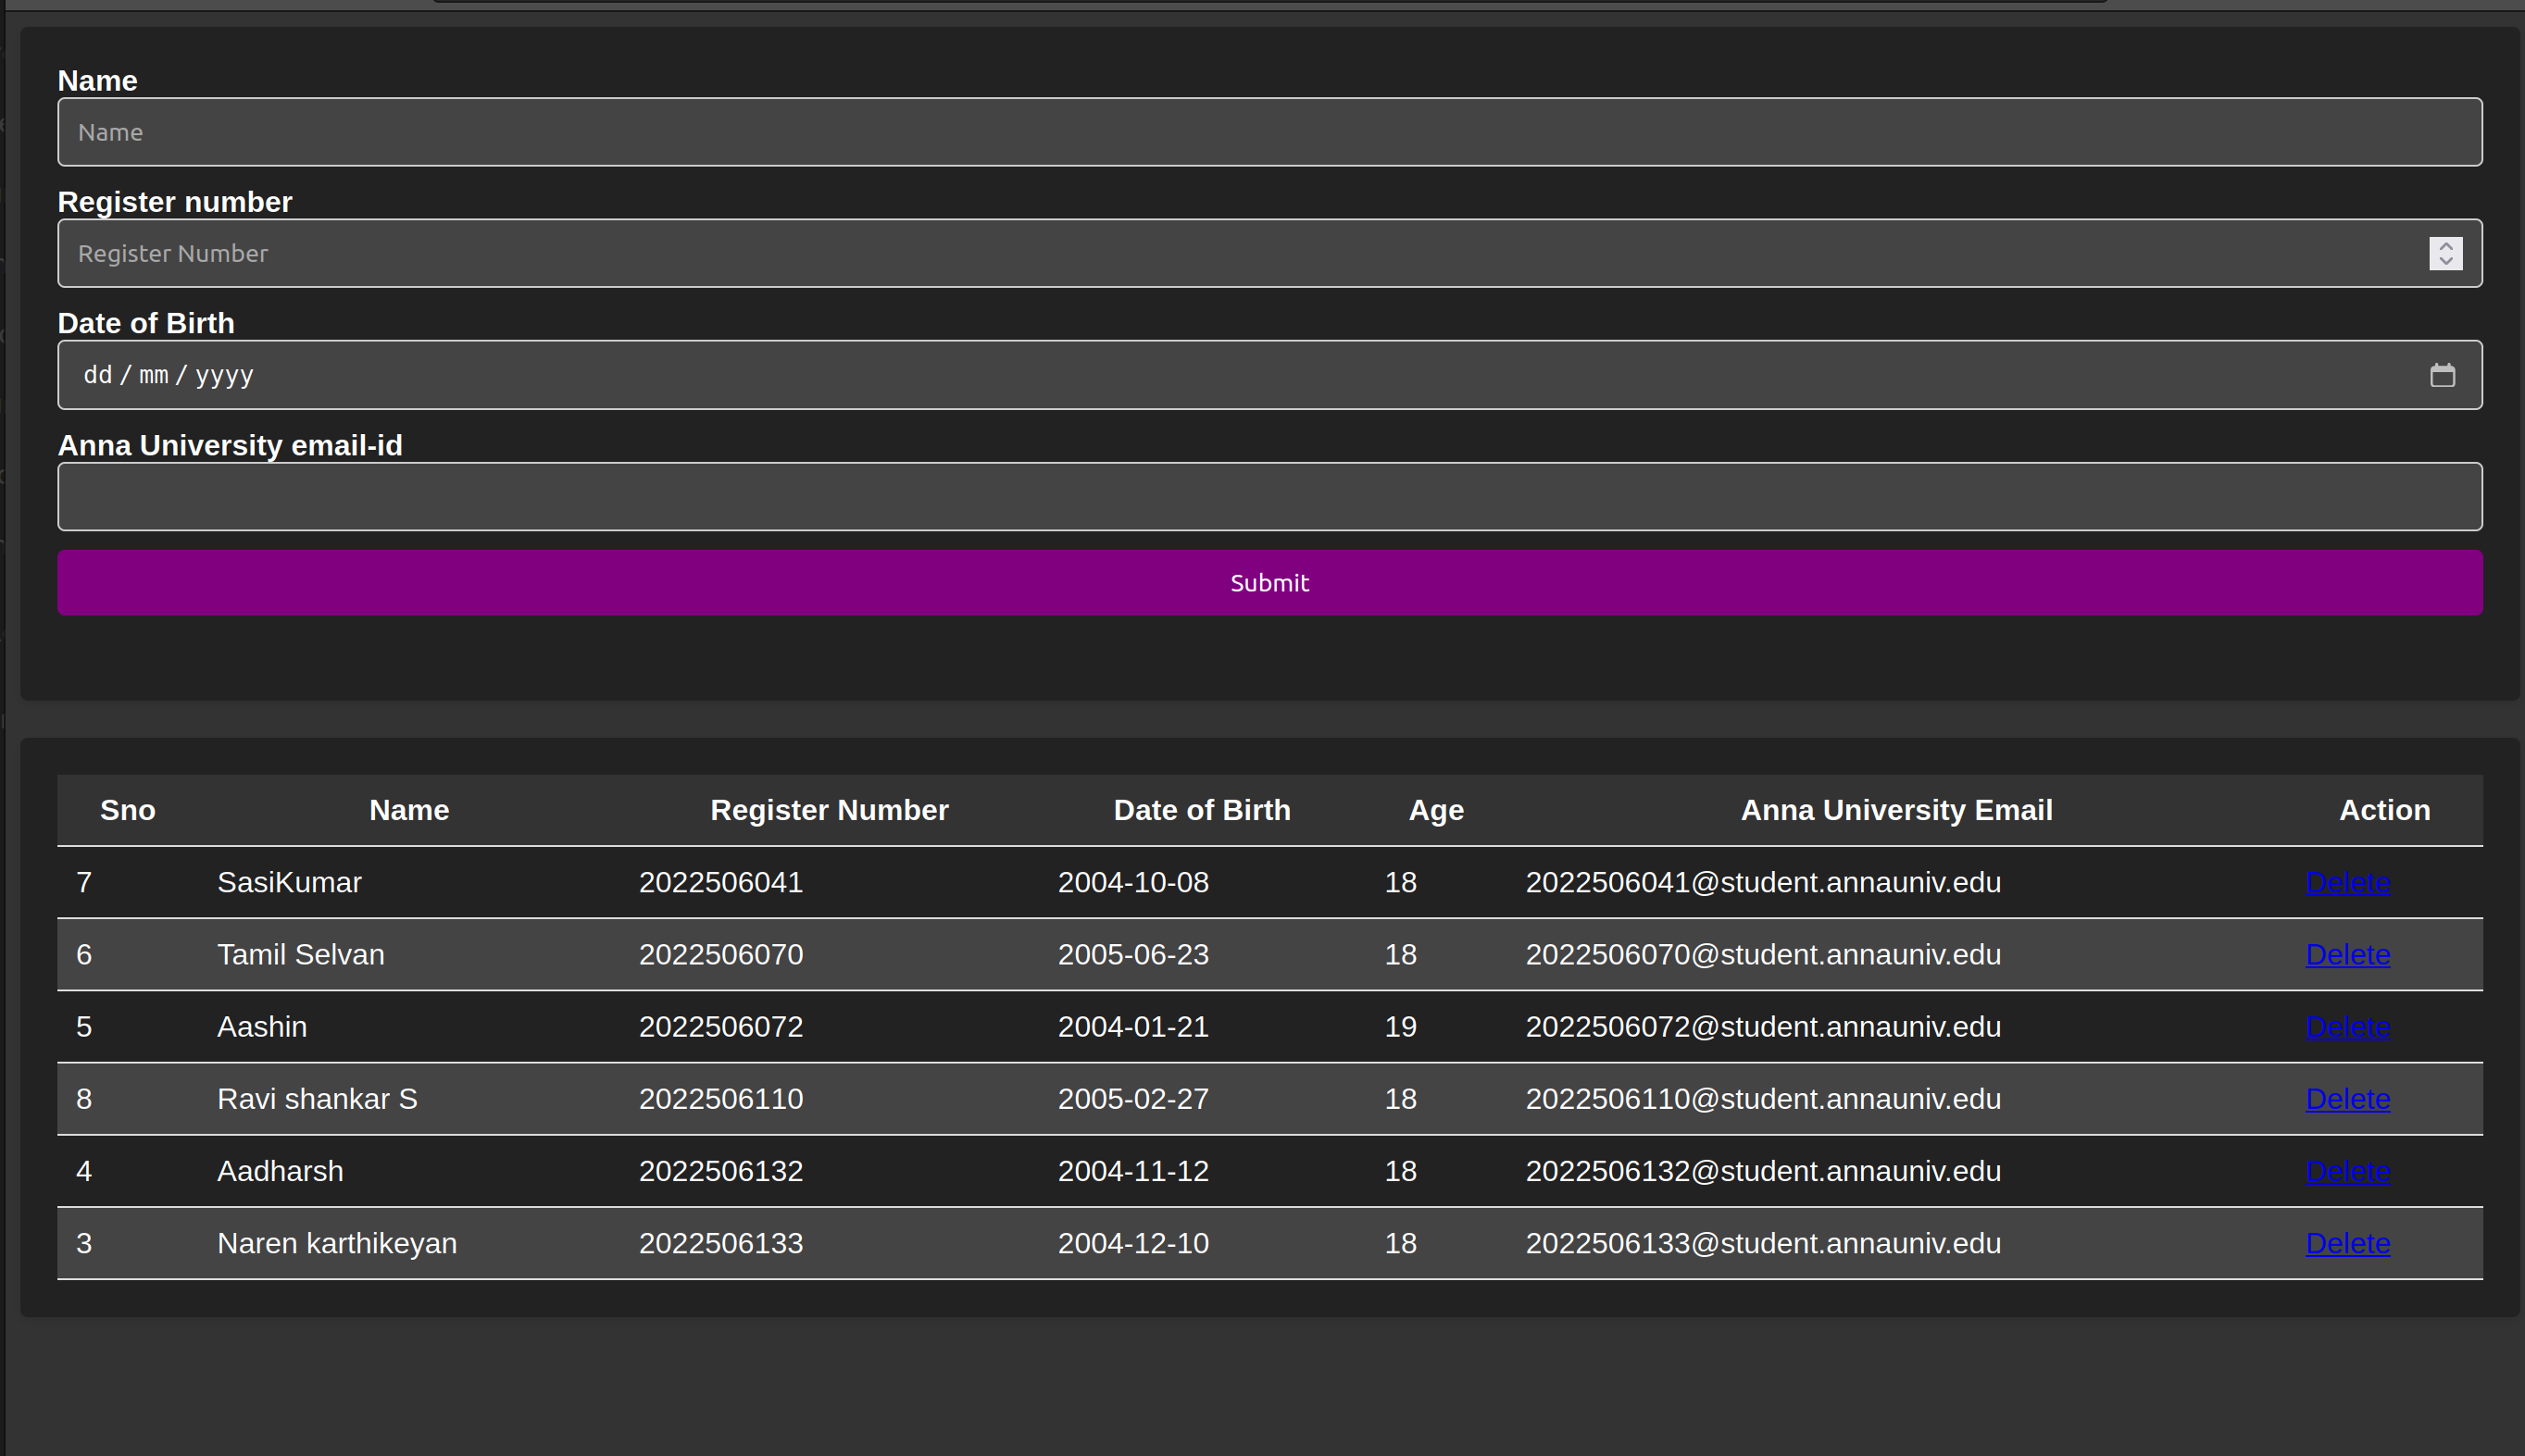 Name
Name
Register number
Register Number
Date of Birth
dd / mm / yyyy
Anna University email-id
Submit
Sno Name Register Number Date of Birth Age Anna University Email Action
7 SasiKumar 2022506041 2004-10-08 18 2022506041@student.annauniv.edu Delete
6 Tamil Selvan 2022506070 2005-06-23 18 2022506070@student.annauniv.edu Delete
5 Aashin 2022506072 2004-01-21 19 2022506072@student.annauniv.edu Delete
8 Ravi shankar S 2022506110 2005-02-27 18 2022506110@student.annauniv.edu Delete
4 Aadharsh 2022506132 2004-11-12 18 2022506132@student.annauniv.edu Delete
3 Naren karthikeyan 2022506133 2004-12-10 18 2022506133@student.annauniv.edu Delete